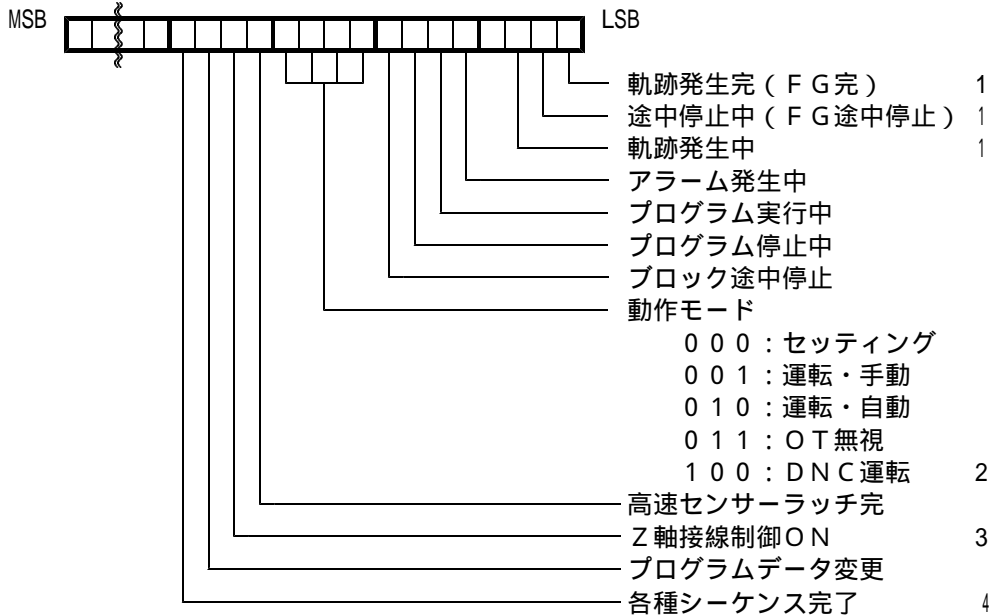 MSB LSB
軌跡発生完(FG完) 1
途中停止中(FG途中停止) 1
軌跡発生中 1
アラーム発生中
プログラム実行中
プログラム停止中
ブロック途中停止
動作モード
000:セッティング
001:運転・手動
010:運転・自動
011:OT無視
100:DNC運転 2
高速センサーラッチ完
Z軸接線制御ON 3
プログラムデータ変更
各種シーケンス完了 4